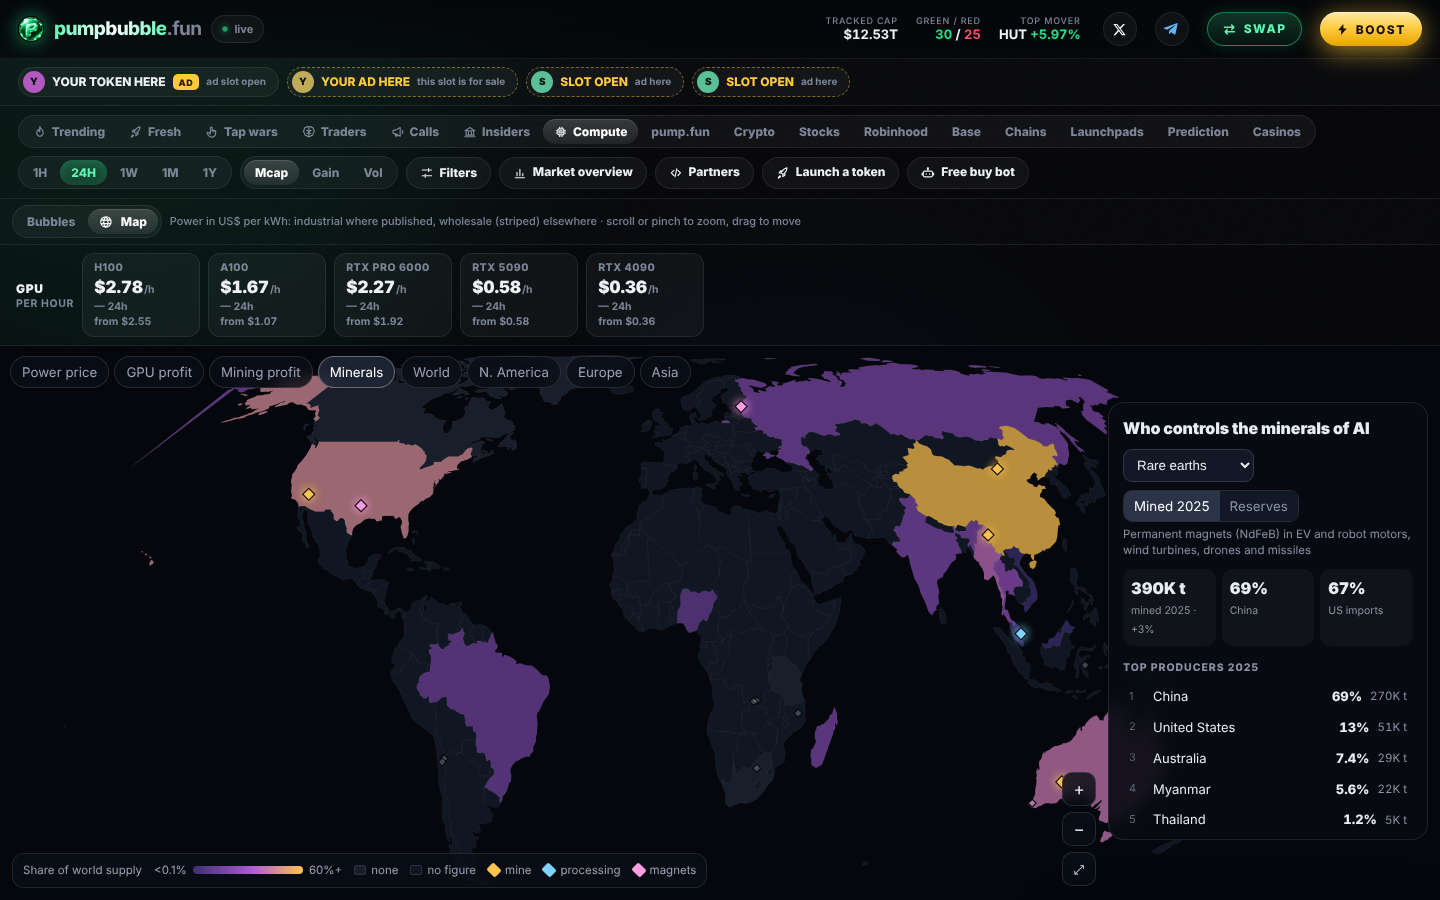 pumpbubble.fun live TRACKED CAP $12.53T GREEN / RED 30 / 25 TOP MOVER HUT +5.97% SWAP BOOST
Y YOUR TOKEN HERE AD ad slot open Y YOUR AD HERE this slot is for sale S SLOT OPEN ad here S SLOT OPEN ad here
Trending Fresh Tap wars Traders Calls Insiders Compute pump.fun Crypto Stocks Robinhood Base Chains Launchpads Prediction Casinos
1H 24H 1W 1M 1Y Mcap Gain Vol Filters Market overview Partners Launch a token Free buy bot
Bubbles Map Power in US$ per kWh: industrial where published, wholesale (striped) elsewhere · scroll or pinch to zoom, drag to move
GPU
PER HOUR
H100
$2.78/h
— 24h
from $2.55
A100
$1.67/h
— 24h
from $1.07
RTX PRO 6000
$2.27/h
— 24h
from $1.92
RTX 5090
$0.58/h
— 24h
from $0.58
RTX 4090
$0.36/h
— 24h
from $0.36
Power price GPU profit Mining profit Minerals World N. America Europe Asia
Who controls the minerals of AI
Rare earths
Mined 2025 Reserves
Permanent magnets (NdFeB) in EV and robot motors,
wind turbines, drones and missiles
390K t
mined 2025 ·
+3%
69%
China
67%
US imports
TOP PRODUCERS 2025
1 China 69% 270K t
2 United States 13% 51K t
3 Australia 7.4% 29K t
4 Myanmar 5.6% 22K t
5 Thailand 1.2% 5K t
+
−
Share of world supply <0.1% 60%+ none no figure mine processing magnets